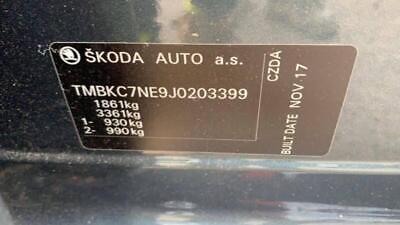 ŠKODA AUTO a.s.
TMBKC7NE9J0203399
1861kg
3361kg
1- 930kg
2- 990kg
CZDA
BUILT DATE NOV 17